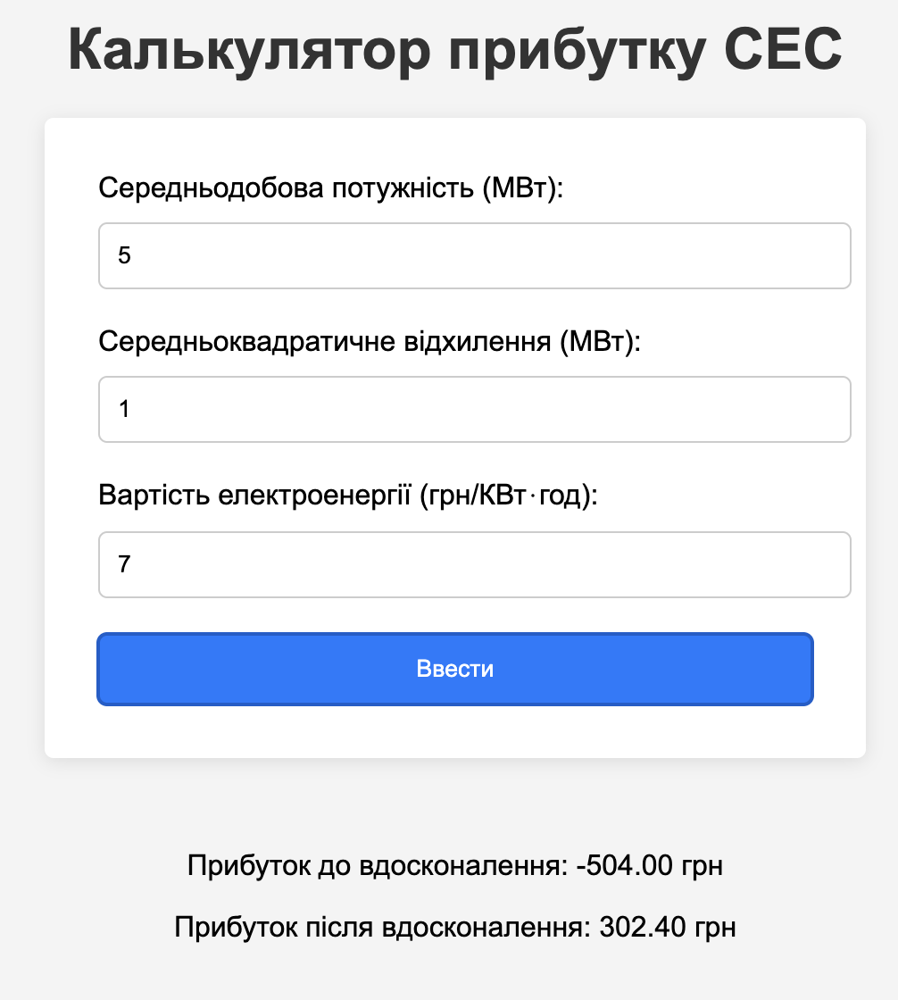 Калькулятор прибутку СЕС
Середньодобова потужність (МВт):
5
Середньоквадратичне відхилення (МВт):
1
Вартість електроенергії (грн/КВт·год):
7
Ввести
Прибуток до вдосконалення: -504.00 грн
Прибуток після вдосконалення: 302.40 грн